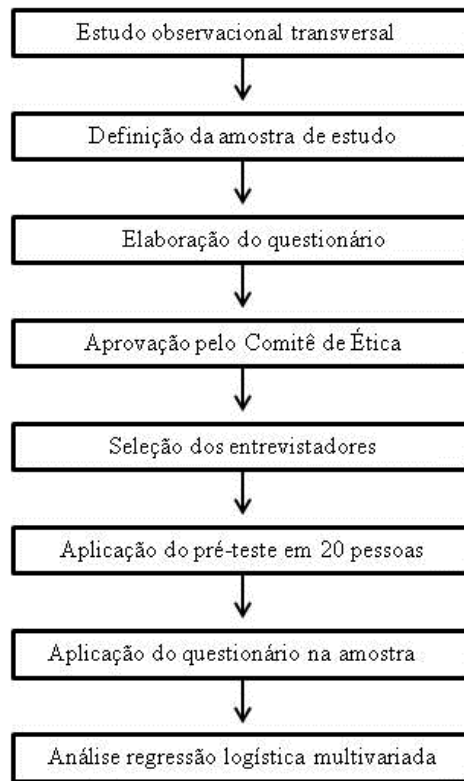 Estudo observacional transversal
Definição da amostra de estudo
Elaboração do questionário
Aprovação pelo Comitê de Ética
Seleção dos entrevistadores
Aplicação do pré-teste em 20 pessoas
Aplicação do questionário na amostra
Análise regressão logística multivariada